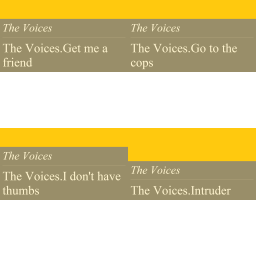 The Voices
The Voices.Get me a
friend
The Voices
The Voices.Go to the
cops
The Voices
The Voices.I don't have
thumbs
The Voices
The Voices.Intruder